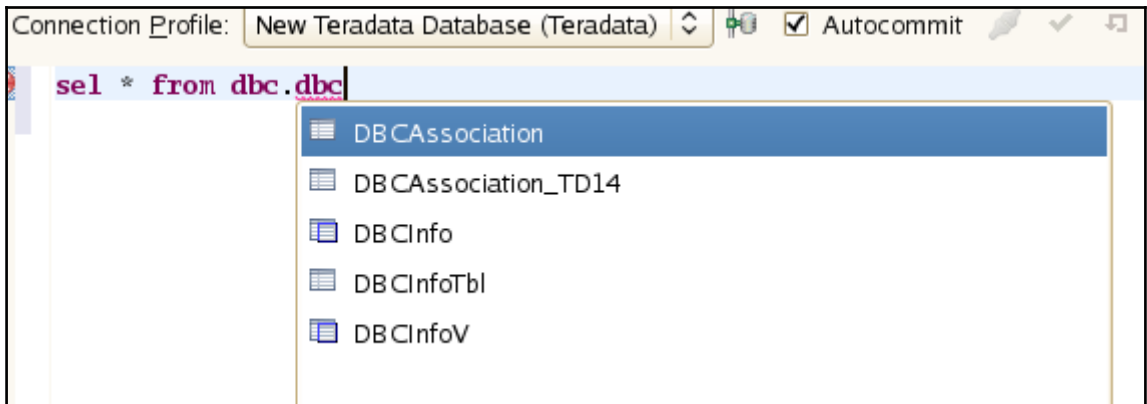 Connection Profile: New Teradata Database (Teradata) Autocommit
sel * from dbc.dbc
DBCAssociation
DBCAssociation_TD14
DBCInfo
DBCInfoTbl
DBCInfoV